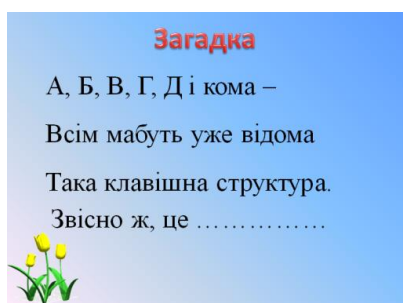 Загадка
А, Б, В, Г, Д і кома –
Всім мабуть уже відома
Така клавішна структура.
Звісно ж, це ……………